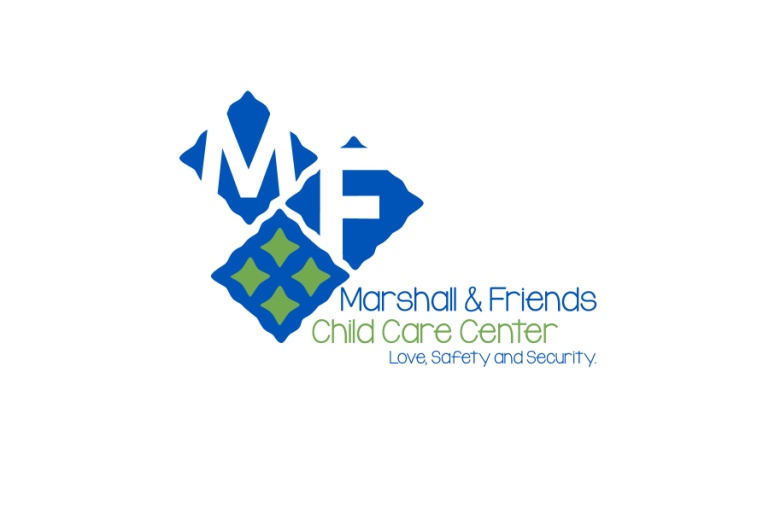 MF
Marshall & Friends
Child Care Center
Love, Safety and Security.